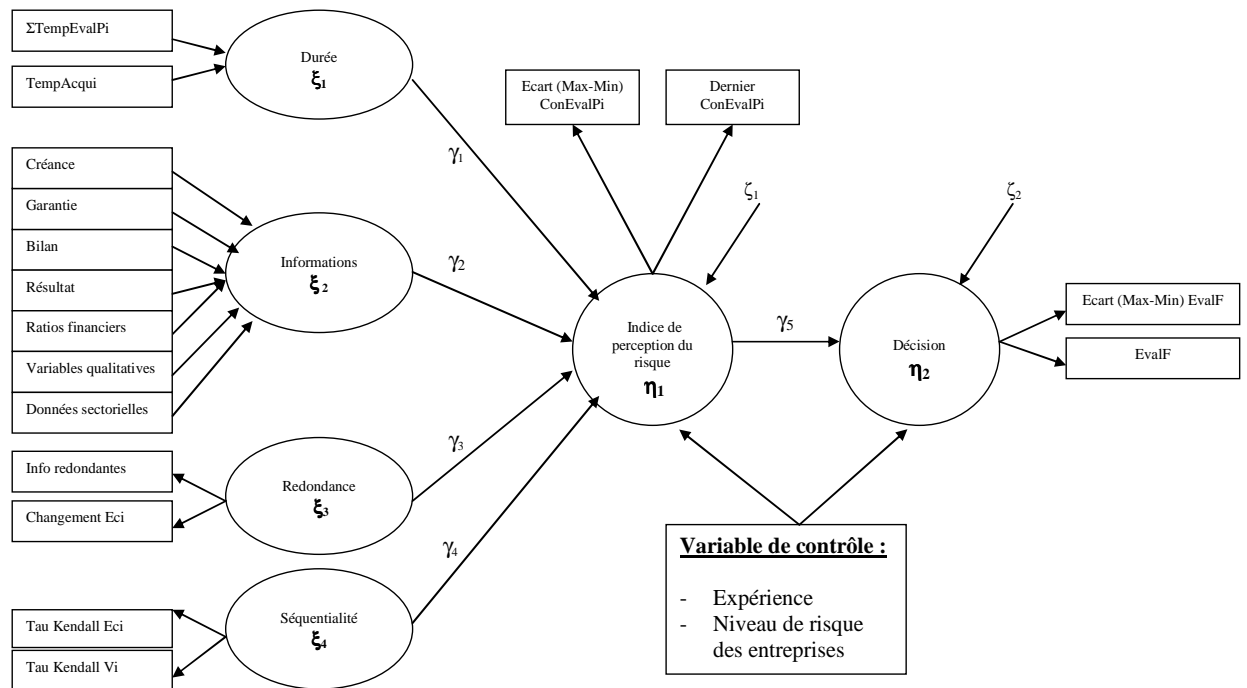 ΣTempEvalPi
TempAcqui
Durée
ξ1
Ecart (Max-Min)
ConEvalPi
Dernier
ConEvalPi
γ1
Créance
Garantie
Bilan
Résultat
Ratios financiers
Variables qualitatives
Données sectorielles
Informations
ξ2
γ2
ζ1
ζ2
Indice de
perception du
risque
η1
γ5
Décision
η2
Ecart (Max-Min) EvalF
EvalF
Info redondantes
Changement Eci
Redondance
ξ3
γ3
γ4
Tau Kendall Eci
Tau Kendall Vi
Séquentialité
ξ4
Variable de contrôle :
- Expérience
- Niveau de risque
des entreprises